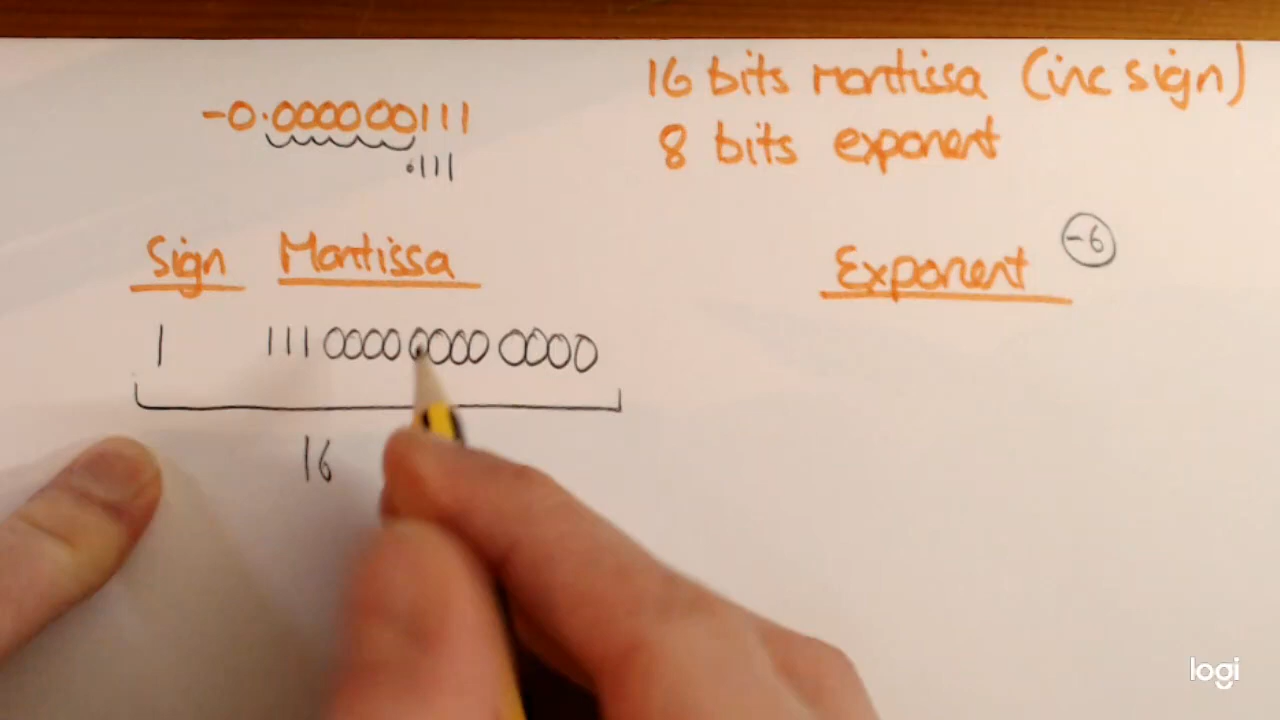 -0.000000111
.111
16 bits mantissa (inc sign)
8 bits exponent
Sign Mantissa
Exponent -6
1 111 0000 0000 0000
16
logi